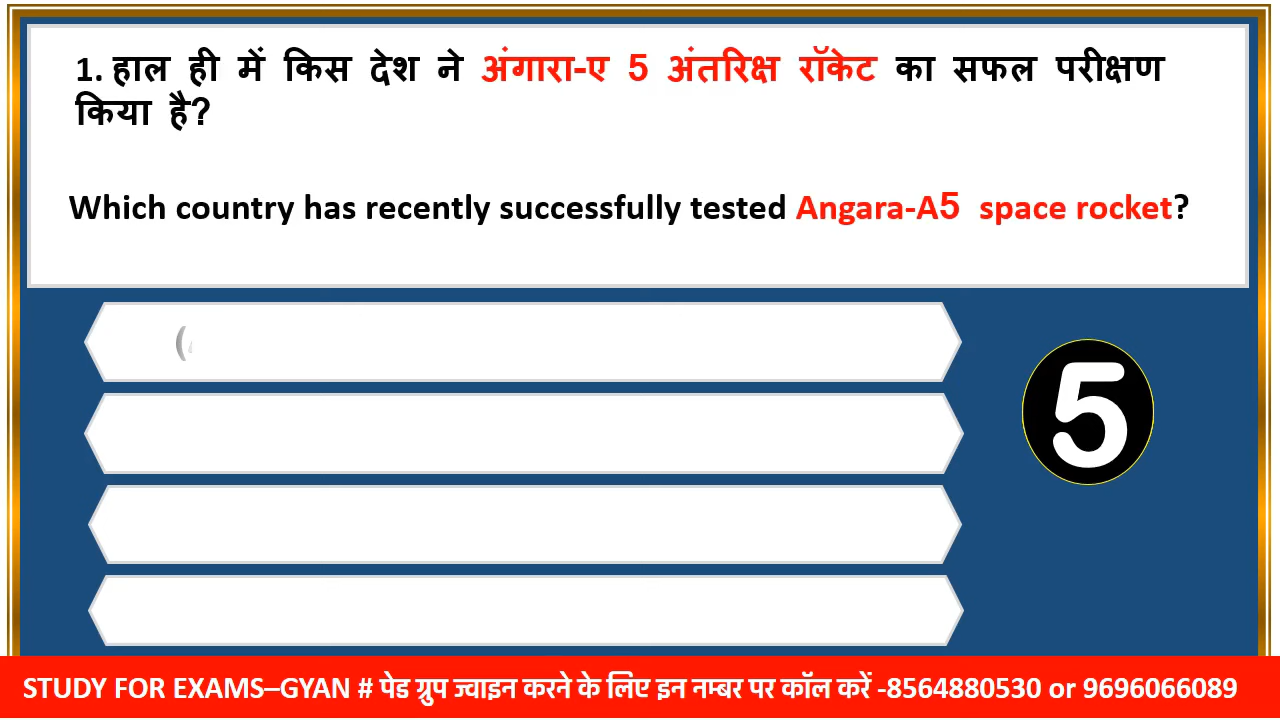 1. हाल ही में किस देश ने अंगारा-ए 5 अंतरिक्ष रॉकेट का सफल परीक्षण
किया है?
Which country has recently successfully tested Angara-A5 space rocket?
(
5
STUDY FOR EXAMS–GYAN # पेड ग्रुप ज्वाइन करने के लिए इन नम्बर पर कॉल करें -8564880530 or 9696066089